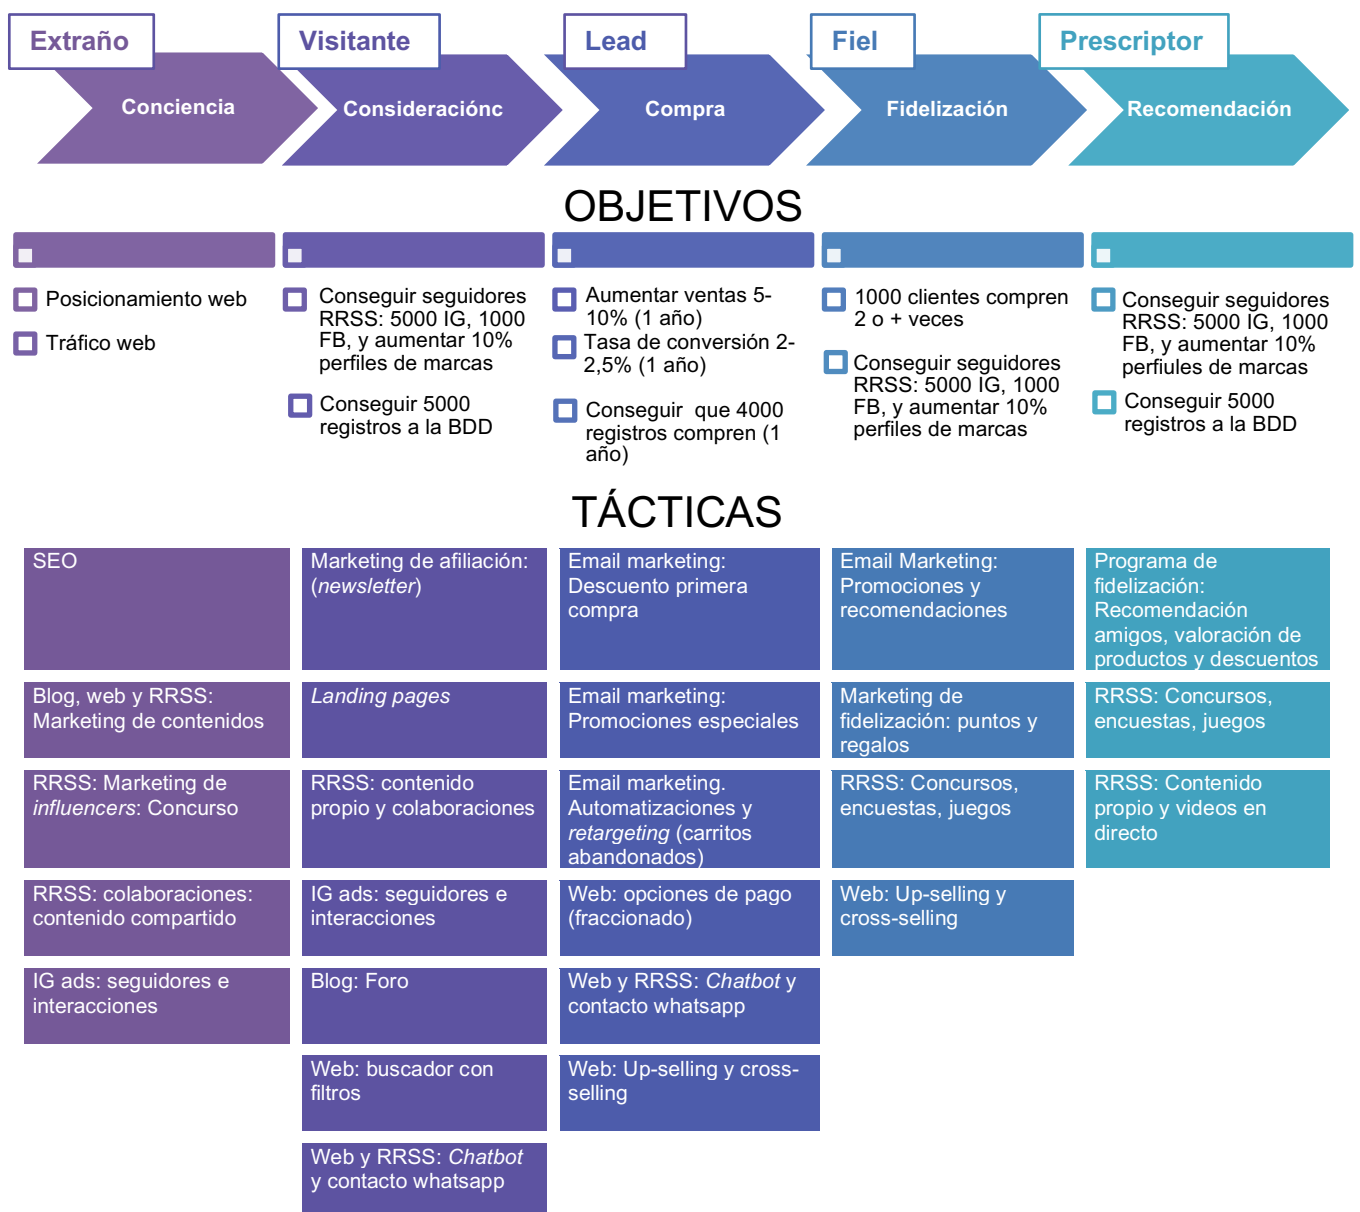 Extraño
Visitante
Lead
Fiel
Prescriptor
Conciencia
Consideraciónc
Compra
Fidelización
Recomendación
OBJETIVOS
Posicionamiento web
Tráfico web
Conseguir seguidores
RRSS: 5000 IG, 1000
FB, y aumentar 10%
perfiles de marcas
Conseguir 5000
registros a la BDD
Aumentar ventas 5-
10% (1 año)
Tasa de conversión 2-
2,5% (1 año)
Conseguir  que 4000
registros compren (1
año)
1000 clientes compren
2 o + veces
Conseguir seguidores
RRSS: 5000 IG, 1000
FB, y aumentar 10%
perfiles de marcas
Conseguir seguidores
RRSS: 5000 IG, 1000
FB, y aumentar 10%
perfiules de marcas
Conseguir 5000
registros a la BDD
TÁCTICAS
SEO
Blog, web y RRSS:
Marketing de contenidos
RRSS: Marketing de
influencers: Concurso
RRSS: colaboraciones:
contenido compartido
IG ads: seguidores e
interacciones
Marketing de afiliación:
(newsletter)
Landing pages
RRSS: contenido
propio y colaboraciones
IG ads: seguidores e
interacciones
Blog: Foro
Web: buscador con
filtros
Web y RRSS: Chatbot
y contacto whatsapp
Email marketing:
Descuento primera
compra
Email marketing:
Promociones especiales
Email marketing.
Automatizaciones y
retargeting (carritos
abandonados)
Web: opciones de pago
(fraccionado)
Web y RRSS: Chatbot y
contacto whatsapp
Web: Up-selling y cross-
selling
Email Marketing:
Promociones y
recomendaciones
Marketing de
fidelización: puntos y
regalos
RRSS: Concursos,
encuestas, juegos
Web: Up-selling y
cross-selling
Programa de
fidelización:
Recomendación
amigos, valoración de
productos y descuentos
RRSS: Concursos,
encuestas, juegos
RRSS: Contenido
propio y videos en
directo